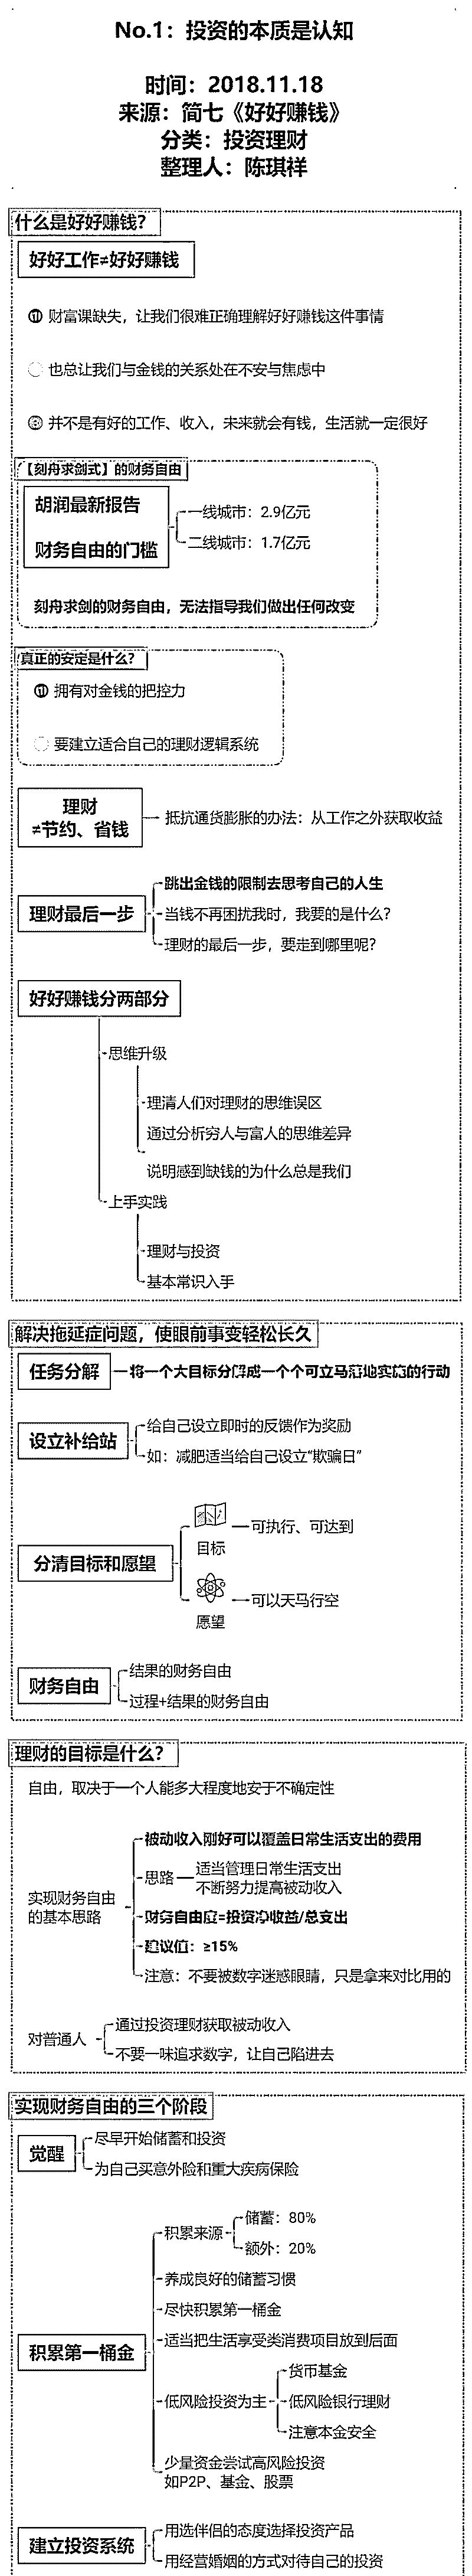 No.1：投资的本质是认知
时间：2018.11.18
来源：简七《好好赚钱》
分类：投资理财
整理人：陈琪祥
什么是好好赚钱？
好好工作≠好好赚钱
财富课缺失，让我们很难正确理解好好赚钱这件事情
也总让我们与金钱的关系处在不安与焦虑中
并不是有好的工作、收入，未来就会有钱，生活就一定很好
【刻舟求剑式】的财务自由
胡润最新报告
财务自由的门槛
一线城市：2.9亿元
二线城市：1.7亿元
刻舟求剑的财务自由，无法指导我们做出任何改变
真正的安定是什么？
拥有对金钱的把控力
要建立适合自己的理财逻辑系统
理财
≠节约、省钱
抵抗通货膨胀的办法：从工作之外获取收益
理财最后一步
跳出金钱的限制去思考自己的人生
当钱不再困扰我时，我要的是什么？
理财的最后一步，要走到哪里呢？
好好赚钱分两部分
思维升级
理清人们对理财的思维误区
通过分析穷人与富人的思维差异
说明感到缺钱的为什么总是我们
上手实践
理财与投资
基本常识入手
解决拖延症问题，使眼前事变轻松长久
任务分解
将一个大目标分解成一个个可立马落地实施的行动
设立补给站
给自己设立即时的反馈作为奖励
如：减肥适当给自己设立“欺骗日”
分清目标和愿望
目标
可执行、可达到
愿望
可以天马行空
财务自由
结果的财务自由
过程+结果的财务自由
理财的目标是什么？
自由，取决于一个人能多大程度地安于不确定性
实现财务自由
的基本思路
被动收入刚好可以覆盖日常生活支出的费用
思路
适当管理日常生活支出
不断努力提高被动收入
财务自由度=投资净收益/总支出
建议值：≥15%
注意：不要被数字迷惑眼睛，只是拿来对比用的
对普通人
通过投资理财获取被动收入
不要一味追求数字，让自己陷进去
实现财务自由的三个阶段
觉醒
尽早开始储蓄和投资
为自己买意外险和重大疾病保险
积累第一桶金
积累来源
储蓄：80%
额外：20%
养成良好的储蓄习惯
尽快积累第一桶金
适当把生活享受类消费项目放到后面
低风险投资为主
货币基金
低风险银行理财
注意本金安全
少量资金尝试高风险投资
如P2P、基金、股票
建立投资系统
用选伴侣的态度选择投资产品
用经营婚姻的方式对待自己的投资